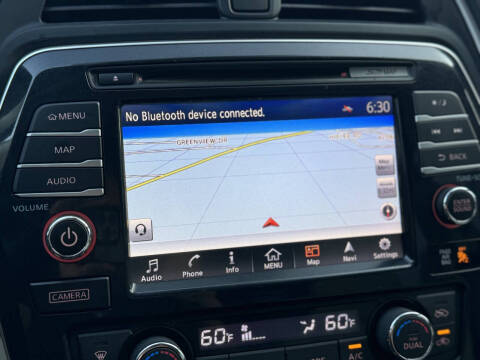 No Bluetooth device connected. 6:30
MENU
GREENVIEW DR
MAP
BACK
AUDIO
VOLUME
ENTER
Audio Phone Info MENU Map Navi Settings
CAMERA
60°F 60°F
DUAL
A/C